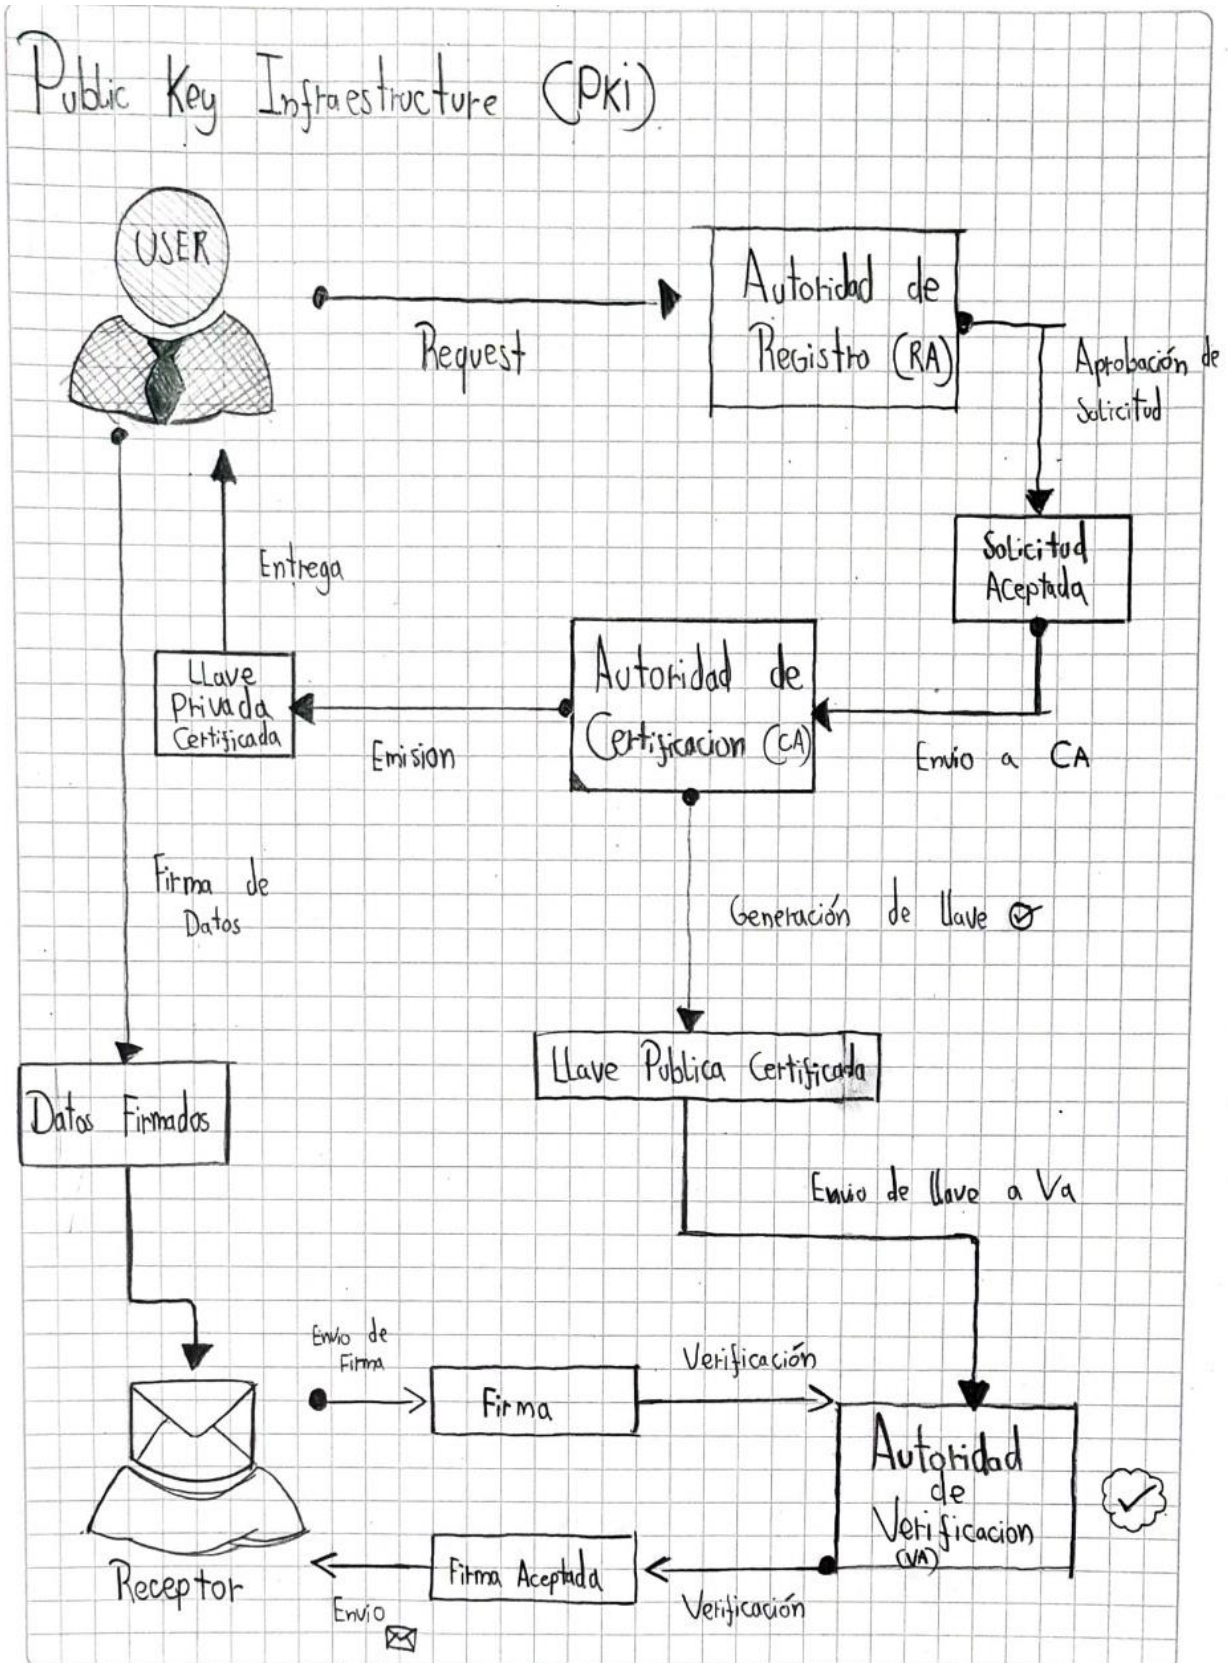 Public Key Infraestructure (PKi)
USER
Request
Autoridad de
Registro (RA)
Aprobación de
Solicitud
Solicitud
Aceptada
Entrega
Llave
Privada
Certificada
Emision
Autoridad de
Certificacion (CA)
Envio a CA
Firma de
Datos
Generación de llave
Llave Publica Certificada
Datos Firmados
Envio de llave a Va
Envio de
Firma
Firma
Verificación
Autoridad
de
Verificacion
(VA)
Receptor
Envio
Firma Aceptada
Verificación